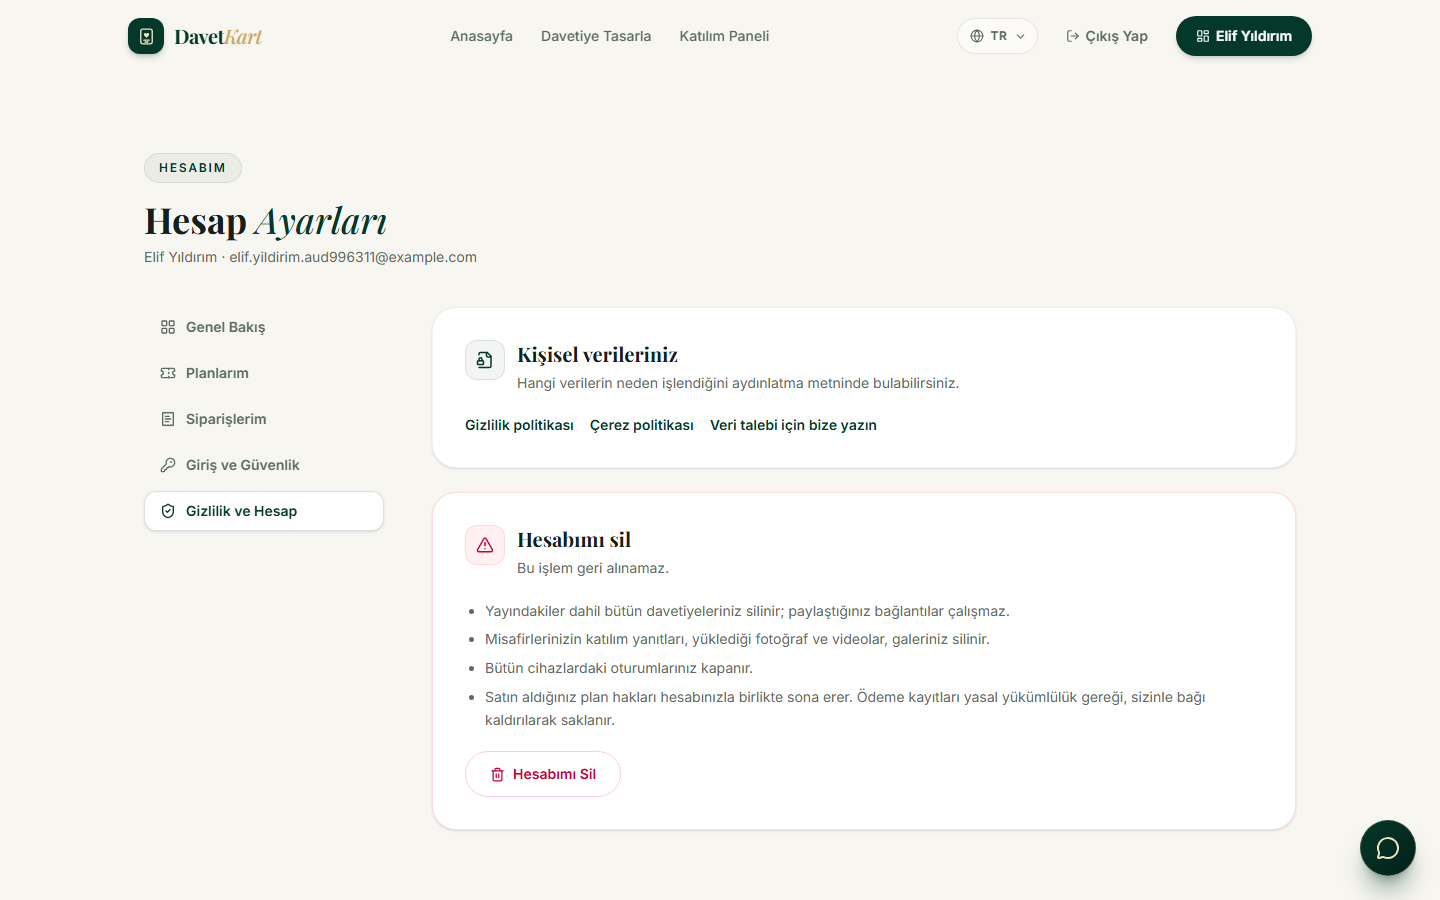 DavetKart
Anasayfa
Davetiye Tasarla
Katılım Paneli
TR
Çıkış Yap
Elif Yıldırım
HESABIM
Hesap Ayarları
Elif Yıldırım · elif.yildirim.aud996311@example.com
Genel Bakış
Planlarım
Siparişlerim
Giriş ve Güvenlik
Gizlilik ve Hesap
Kişisel verileriniz
Hangi verilerin neden işlendiğini aydınlatma metninde bulabilirsiniz.
Gizlilik politikası
Çerez politikası
Veri talebi için bize yazın
Hesabımı sil
Bu işlem geri alınamaz.
Yayındakiler dahil bütün davetiyeleriniz silinir; paylaştığınız bağlantılar çalışmaz.
Misafirlerinizin katılım yanıtları, yüklediği fotoğraf ve videolar, galeriniz silinir.
Bütün cihazlardaki oturumlarınız kapanır.
Satın aldığınız plan hakları hesabınızla birlikte sona erer. Ödeme kayıtları yasal yükümlülük gereği, sizinle bağı
kaldırılarak saklanır.
Hesabımı Sil